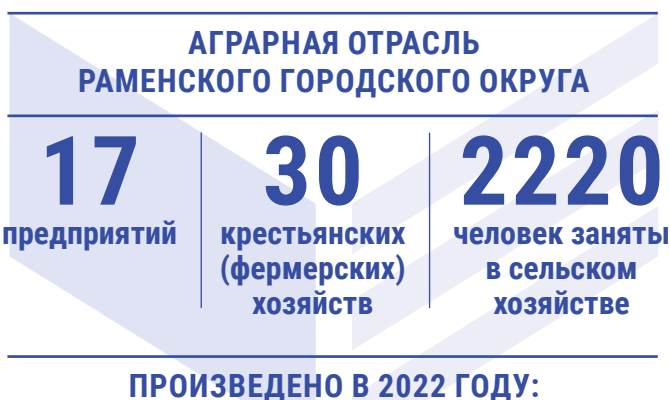 АГРАРНАЯ ОТРАСЛЬ
РАМЕНСКОГО ГОРОДСКОГО ОКРУГА
17
предприятий
30
крестьянских
(фермерских)
хозяйств
2220
человек заняты
в сельском
хозяйстве
ПРОИЗВЕДЕНО В 2022 ГОДУ: